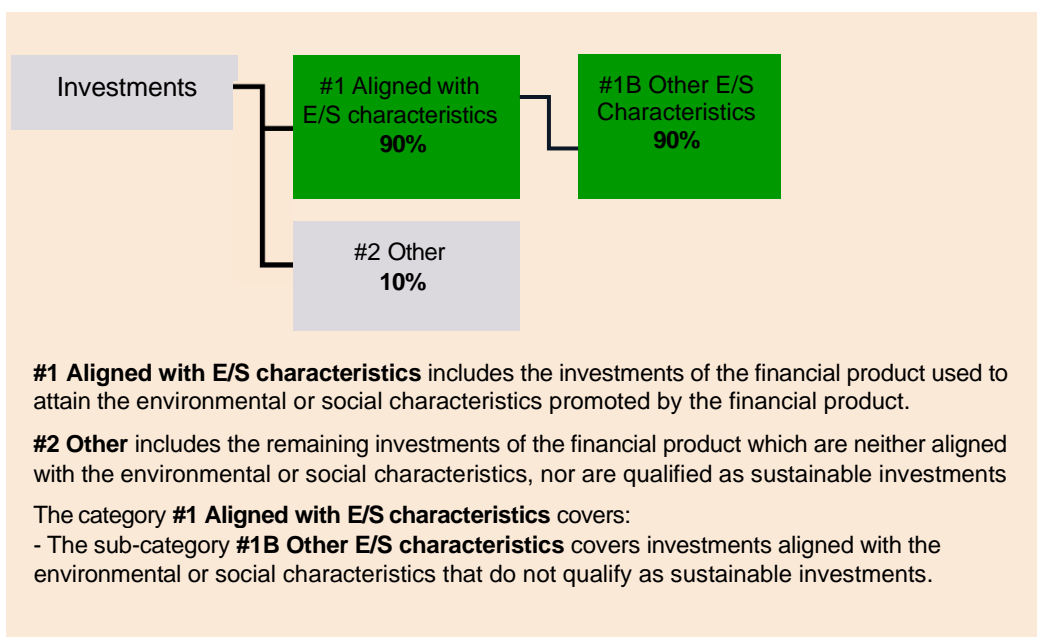 Investments
#1 Aligned with
E/S characteristics
90%
#1B Other E/S
Characteristics
90%
#2 Other
10%
#1 Aligned with E/S characteristics includes the investments of the financial product used to
attain the environmental or social characteristics promoted by the financial product.
#2 Other includes the remaining investments of the financial product which are neither aligned
with the environmental or social characteristics, nor are qualified as sustainable investments
The category #1 Aligned with E/S characteristics covers:
- The sub-category #1B Other E/S characteristics covers investments aligned with the
environmental or social characteristics that do not qualify as sustainable investments.